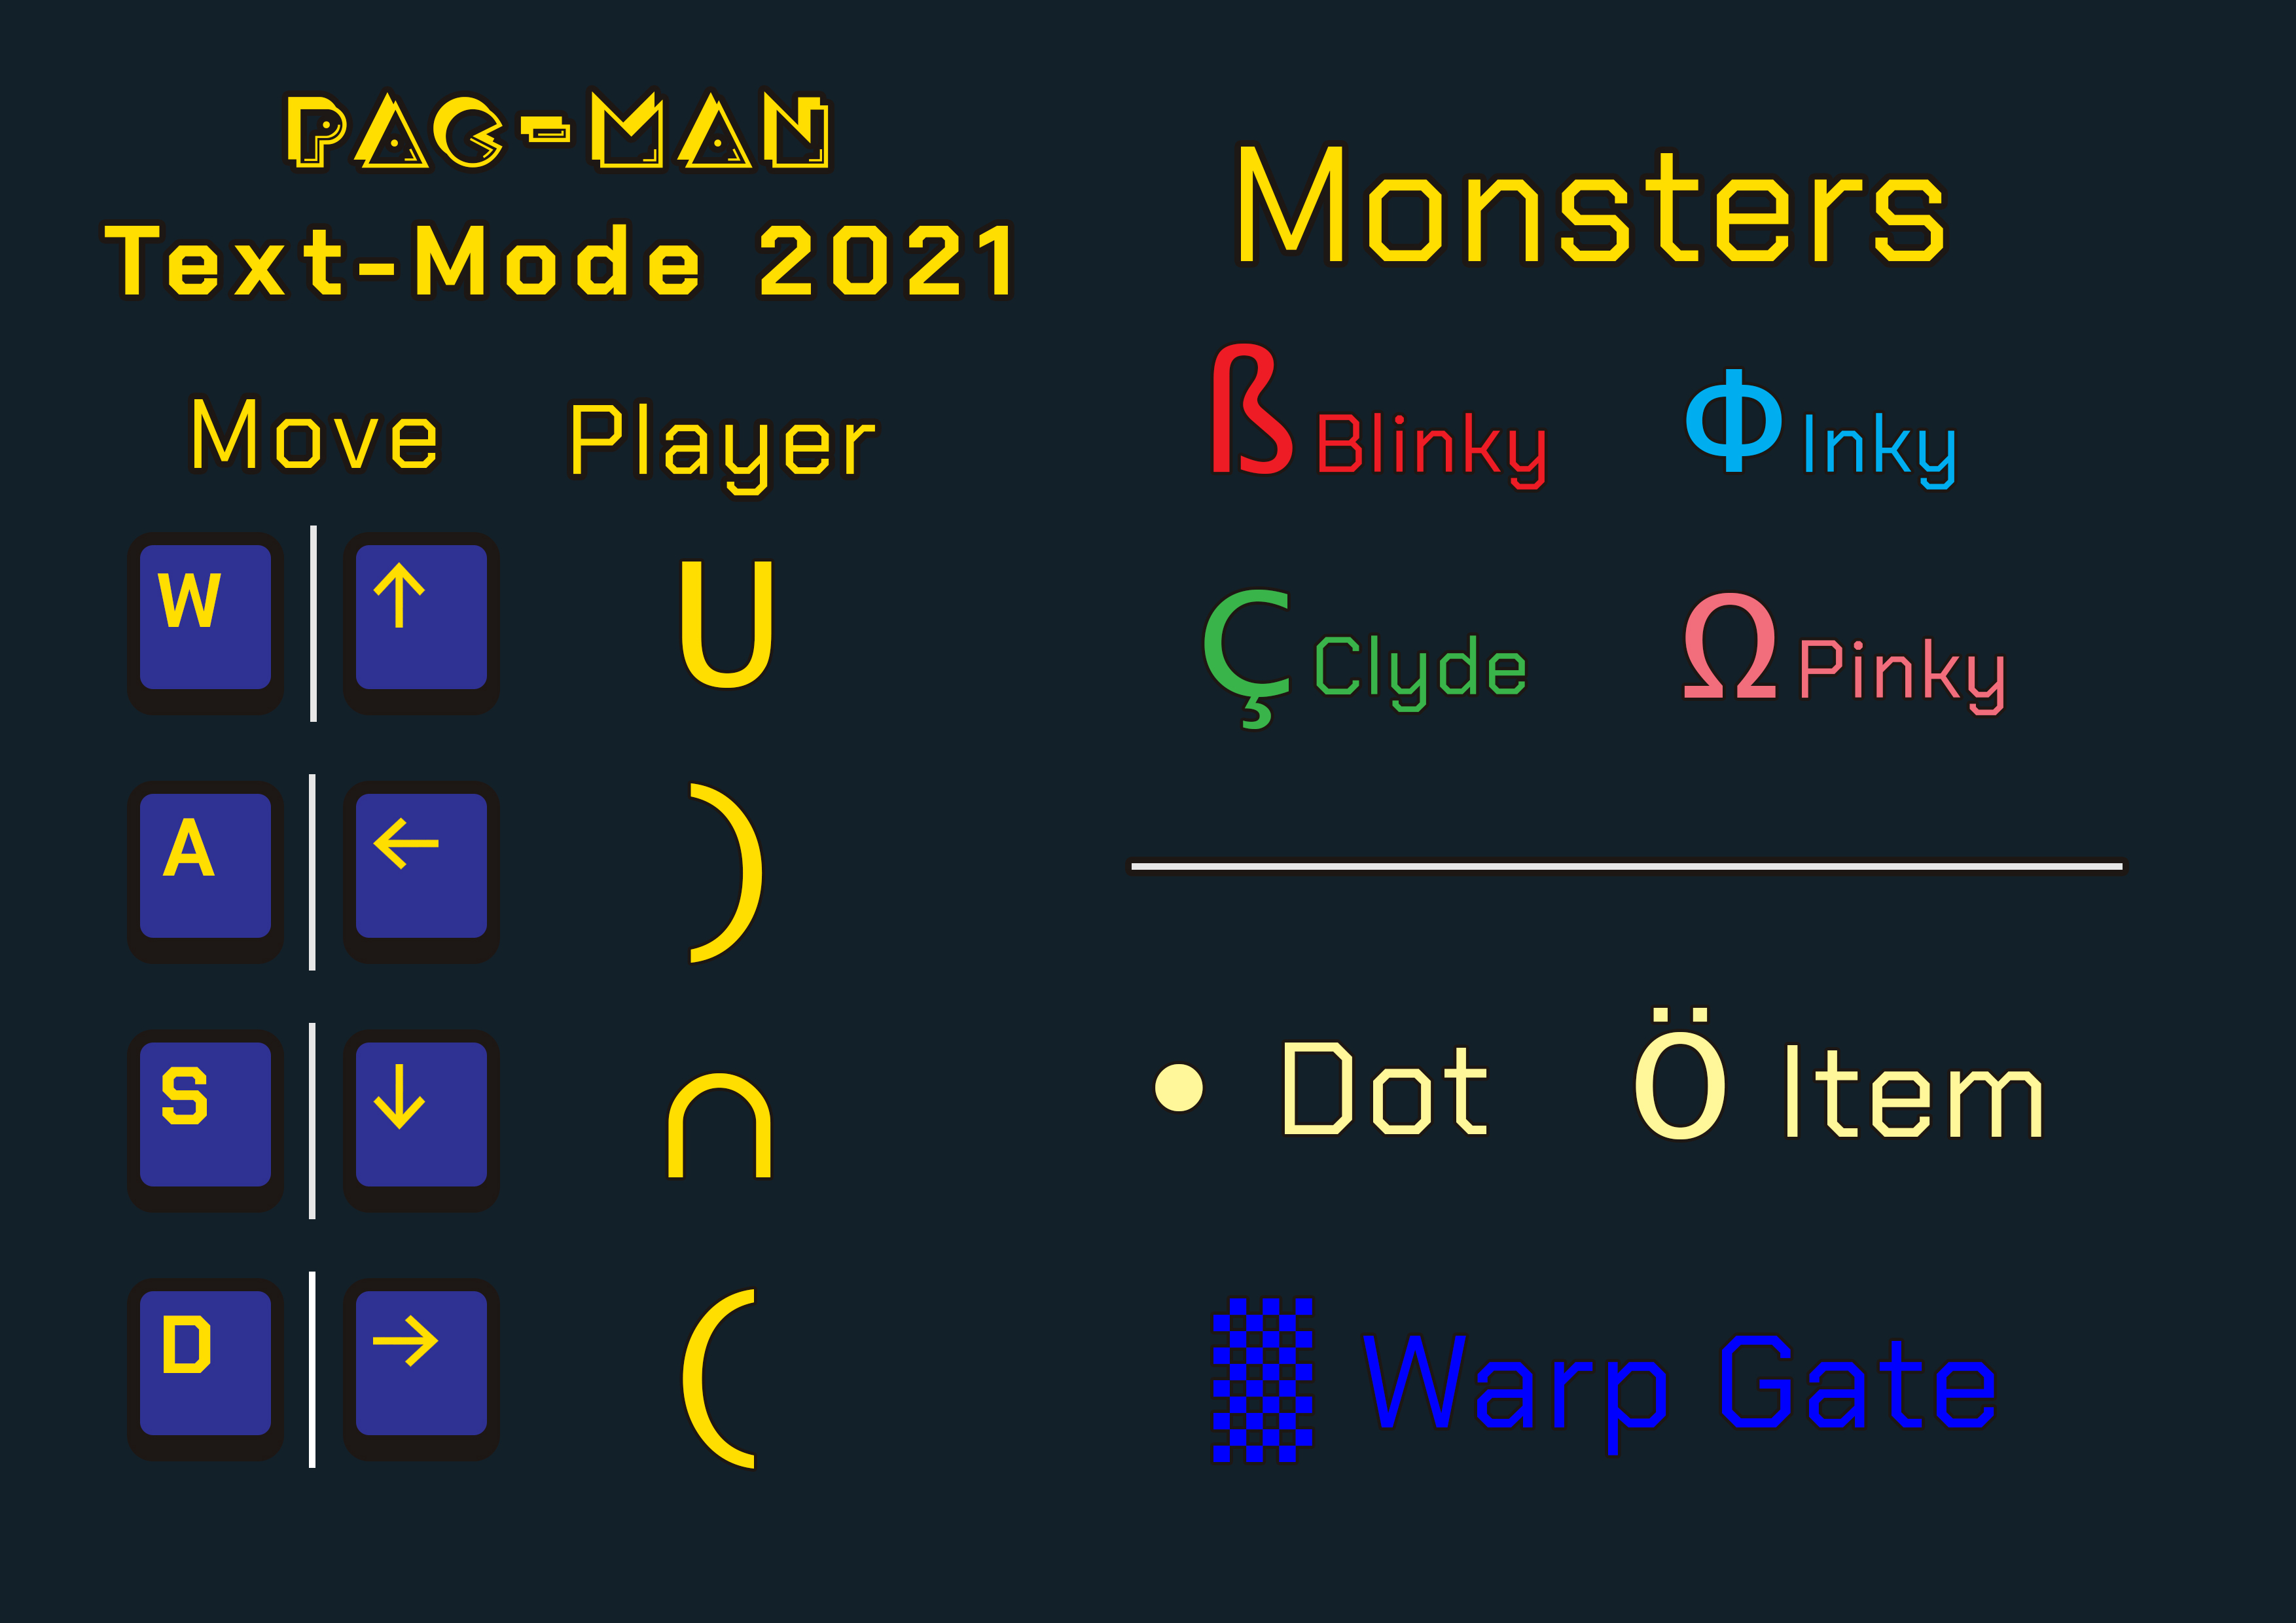 PAC-MAN
Text-Mode 2021
Move Player
W ↑ U
A ← )
S ↓ ∩
D → (
Monsters
ß Blinky Φ Inky
Ç Clyde Ω Pinky
• Dot Ö Item
▒ Warp Gate